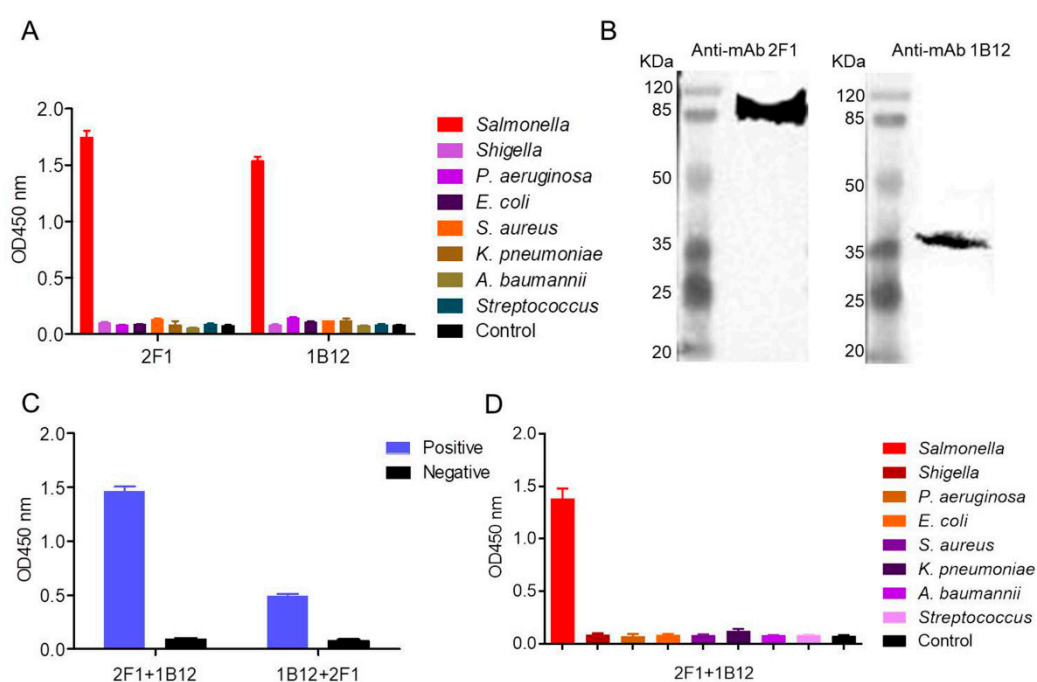 A
2.0
1.5
1.0
0.5
0.0
OD450 nm
2F1
1B12
Salmonella
Shigella
P. aeruginosa
E. coli
S. aureus
K. pneumoniae
A. baumannii
Streptococcus
Control
B
Anti-mAb 2F1
KDa
120
85
50
35
25
20
Anti-mAb 1B12
KDa
120
85
50
35
25
20
C
2.0
1.5
1.0
0.5
0.0
OD450 nm
2F1+1B12
1B12+2F1
Positive
Negative
D
2.0
1.5
1.0
0.5
0.0
OD450 nm
2F1+1B12
Salmonella
Shigella
P. aeruginosa
E. coli
S. aureus
K. pneumoniae
A. baumannii
Streptococcus
Control